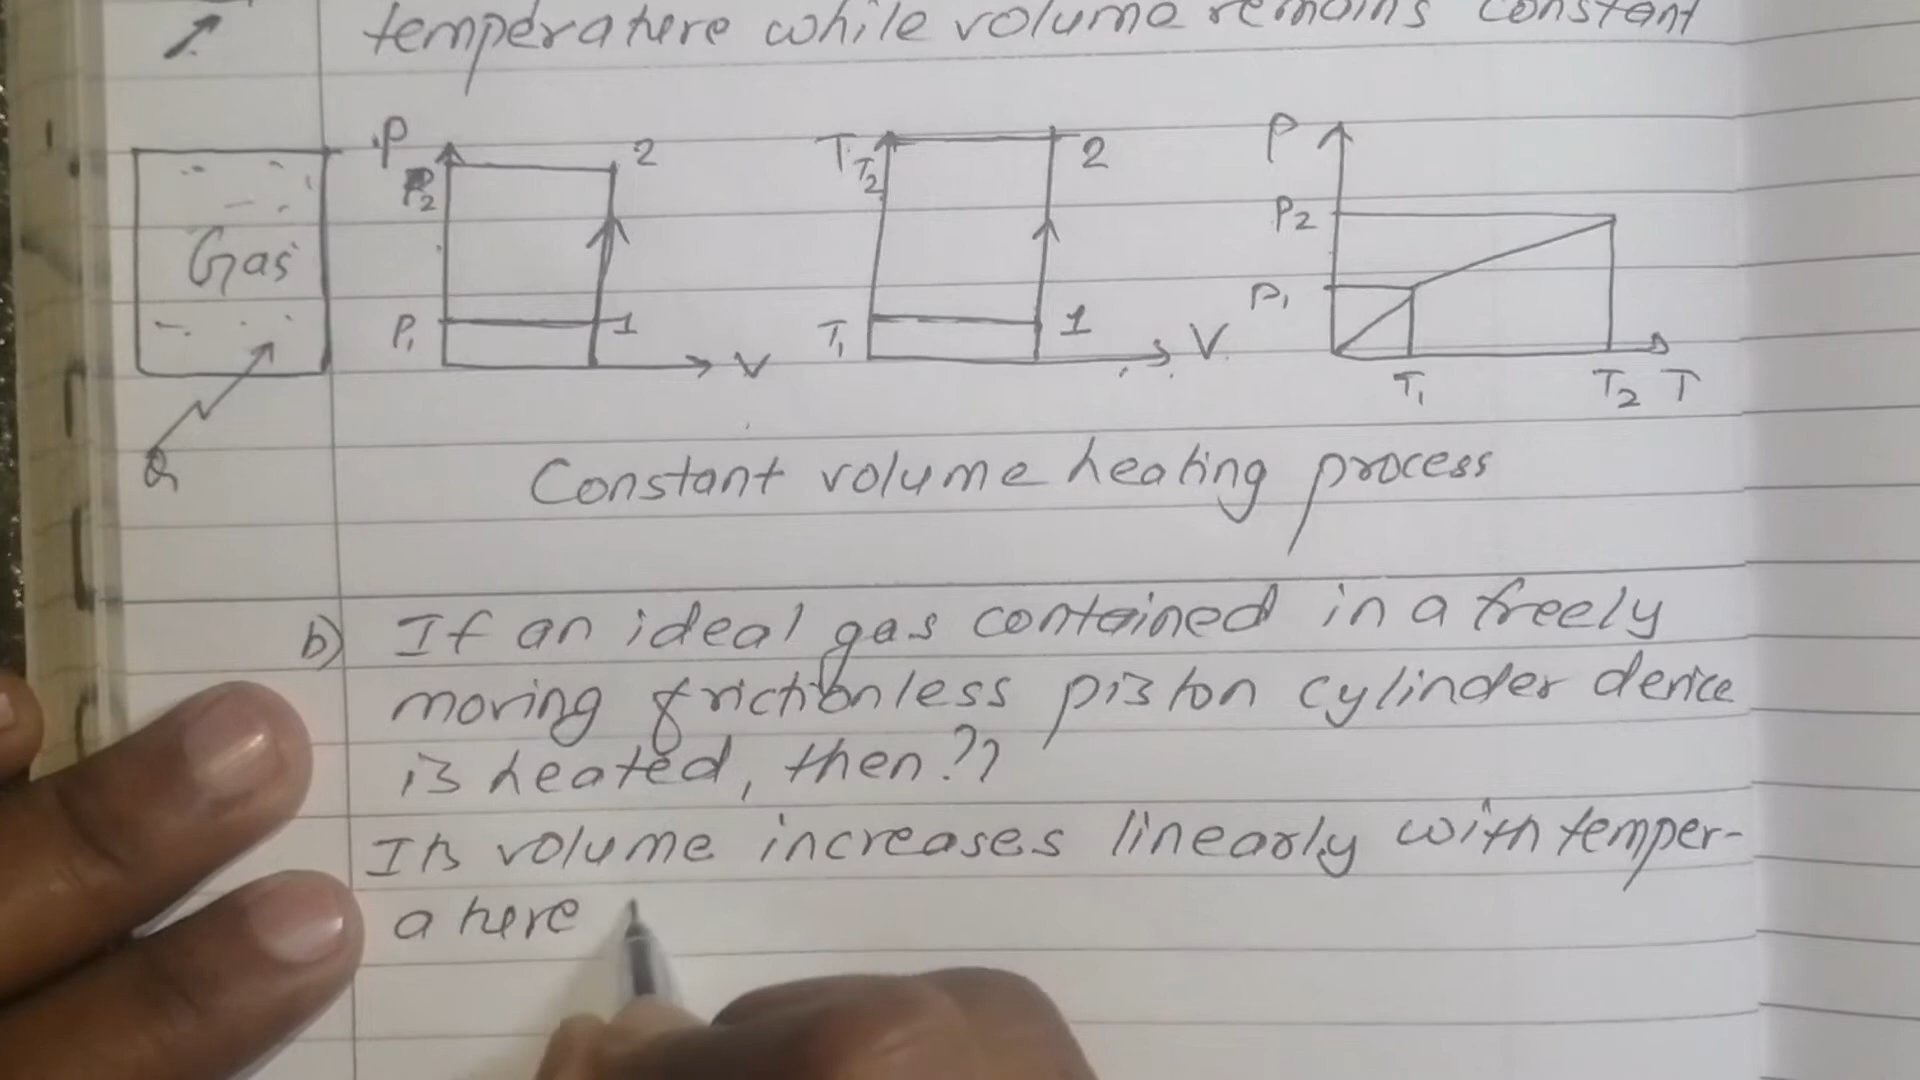 temperature while volume remains constant
P
P2
2
P1
1
V
Gas
Q
T
T2
2
T1
1
V
P
P2
P1
T1
T2 T
Constant volume heating process
b) If an ideal gas contained in a freely
moving frictionless piston cylinder device
is heated, then??
Its volume increases linearly with temper-
ature